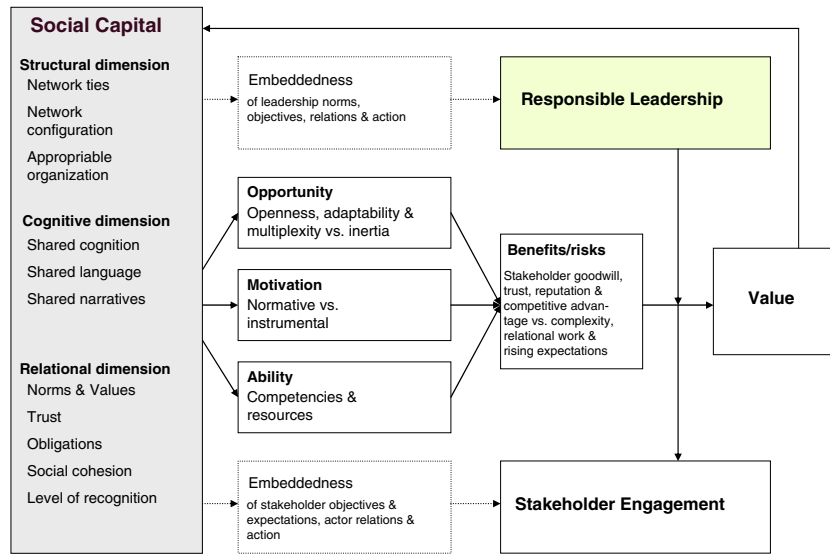 Social Capital
Structural dimension
Network ties
Network
configuration
Appropriable
organization
Cognitive dimension
Shared cognition
Shared language
Shared narratives
Relational dimension
Norms & Values
Trust
Obligations
Social cohesion
Level of recognition
Embeddedness
of leadership norms,
objectives, relations & action
Responsible Leadership
Opportunity
Openness, adaptability &
multiplexity vs. inertia
Motivation
Normative vs.
instrumental
Ability
Competencies &
resources
Benefits/risks
Stakeholder goodwill,
trust, reputation &
competitive advan-
tage vs. complexity,
relational work &
rising expectations
Value
Embeddedness
of stakeholder objectives &
expectations, actor relations &
action
Stakeholder Engagement